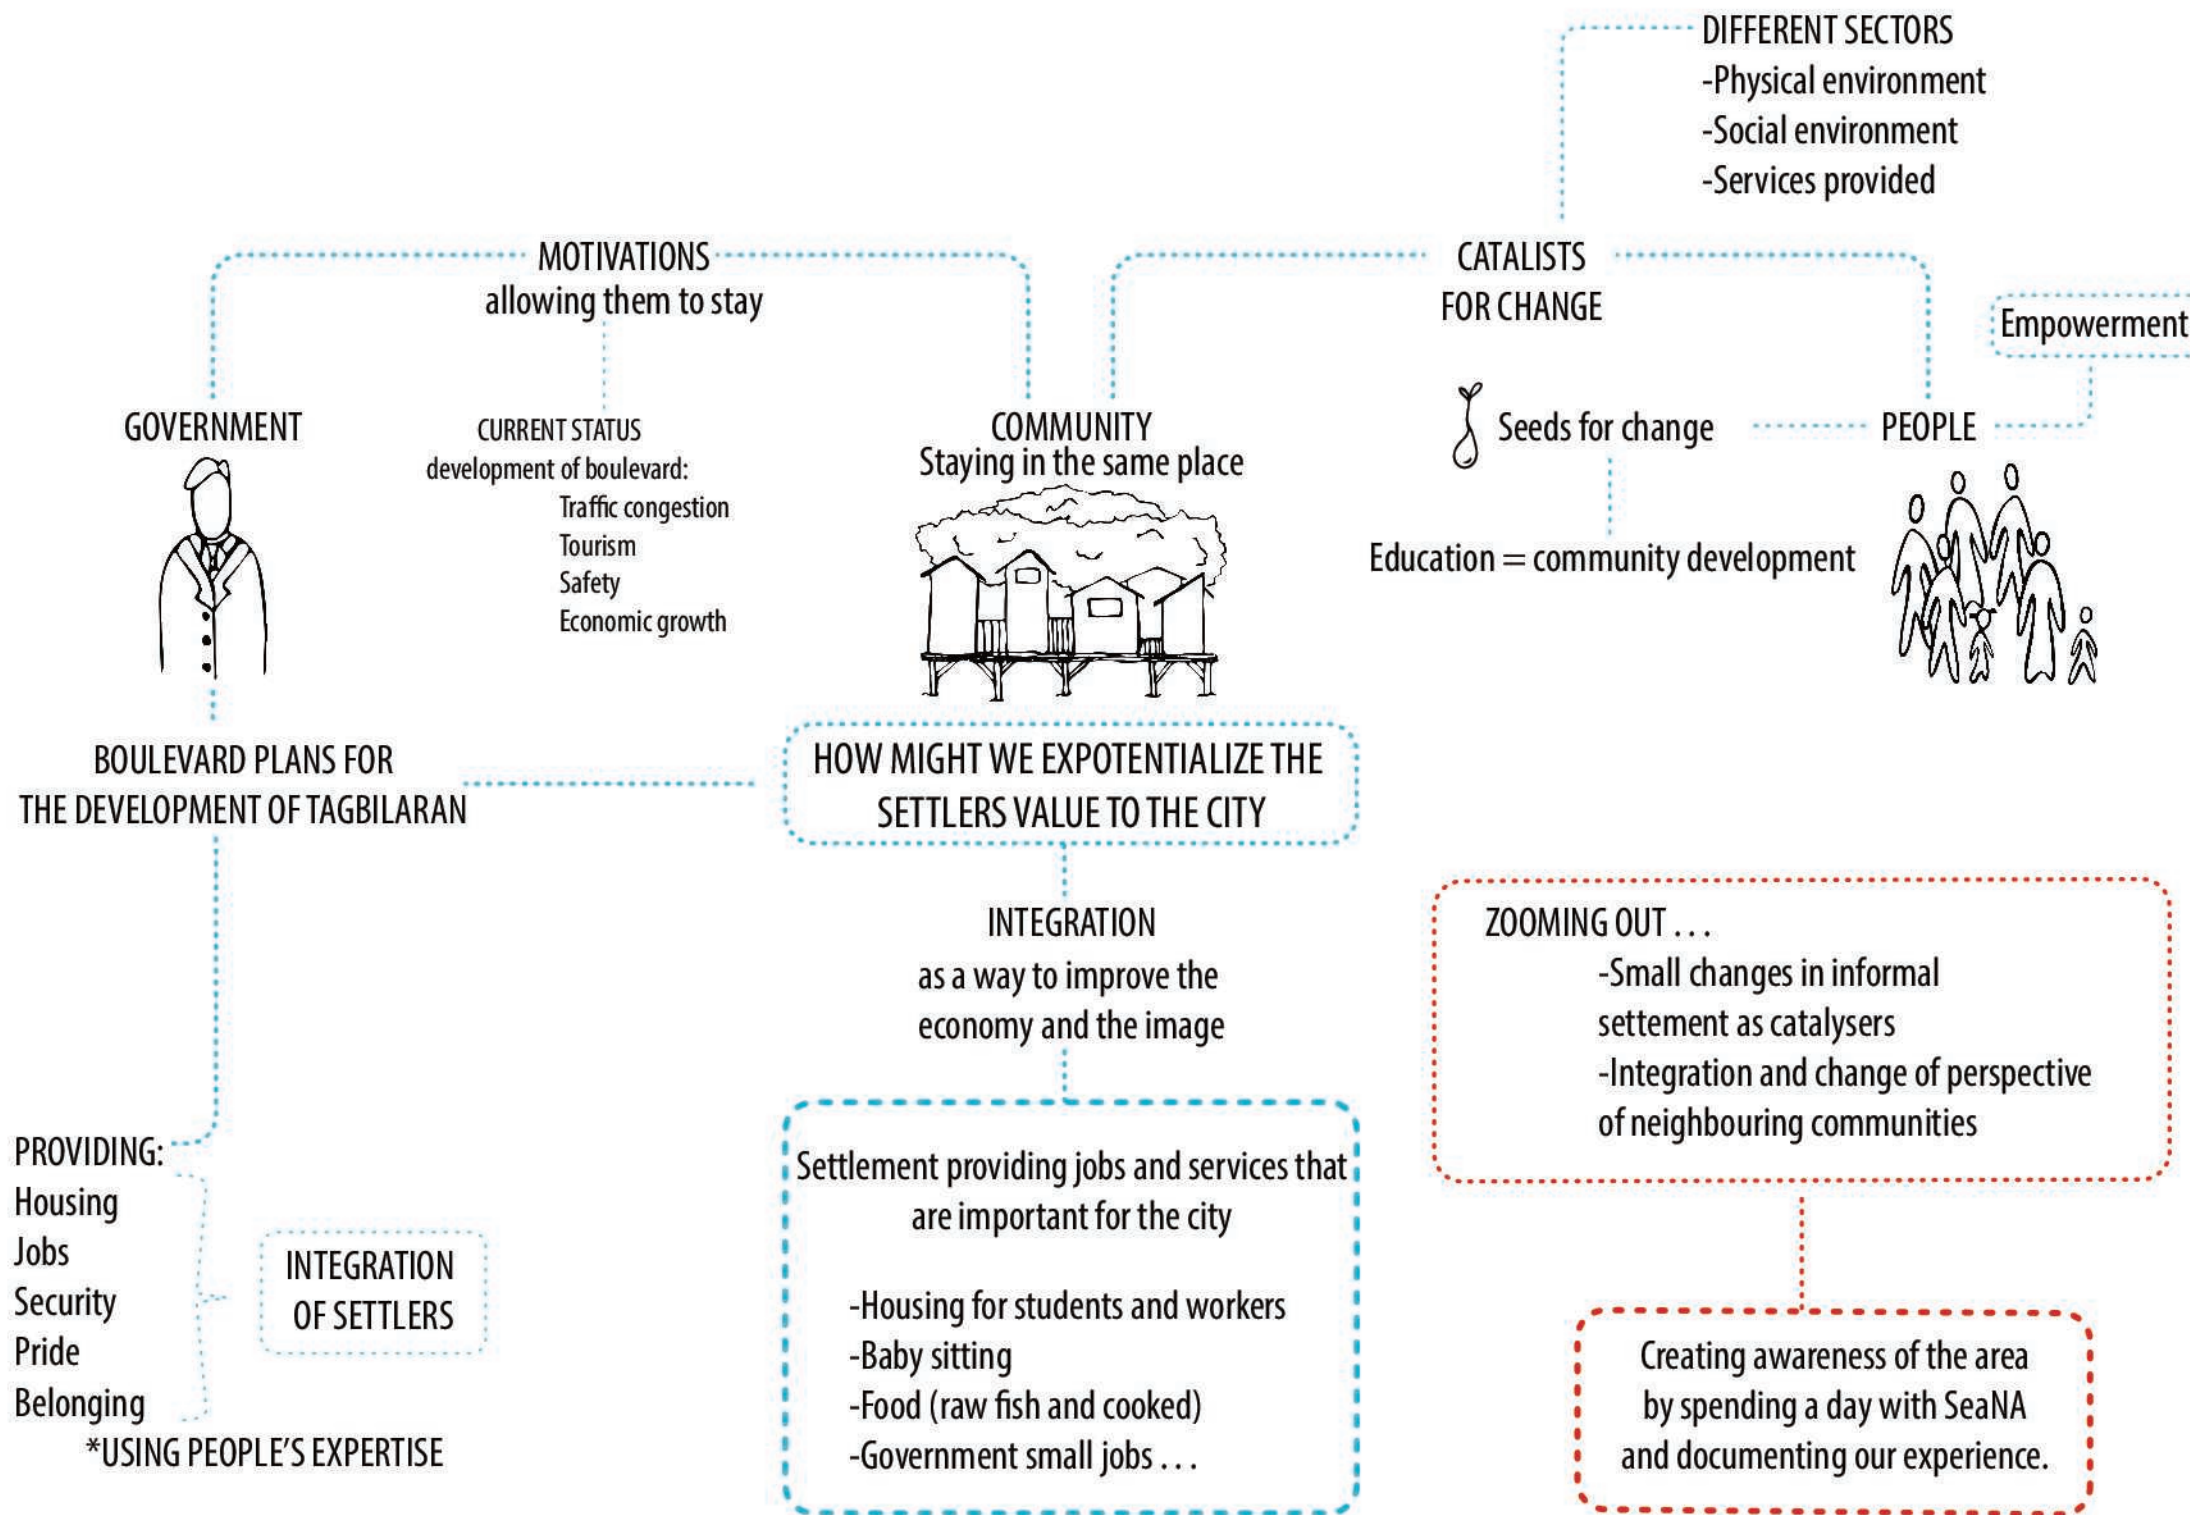 DIFFERENT SECTORS
-Physical environment
-Social environment
-Services provided
MOTIVATIONS
allowing them to stay
CATALISTS
FOR CHANGE
Empowerment
GOVERNMENT
CURRENT STATUS
development of boulevard:
Traffic congestion
Tourism
Safety
Economic growth
COMMUNITY
Staying in the same place
Seeds for change
PEOPLE
Education = community development
BOULEVARD PLANS FOR
THE DEVELOPMENT OF TAGBILARAN
HOW MIGHT WE EXPOTENTIALIZE THE
SETTLERS VALUE TO THE CITY
INTEGRATION
as a way to improve the
economy and the image
ZOOMING OUT . . .
-Small changes in informal
settement as catalysers
-Integration and change of perspective
of neighbouring communities
PROVIDING:
Housing
Jobs
Security
Pride
Belonging
*USING PEOPLE'S EXPERTISE
INTEGRATION
OF SETTLERS
Settlement providing jobs and services that
are important for the city
-Housing for students and workers
-Baby sitting
-Food (raw fish and cooked)
-Government small jobs . . .
Creating awareness of the area
by spending a day with SeaNA
and documenting our experience.